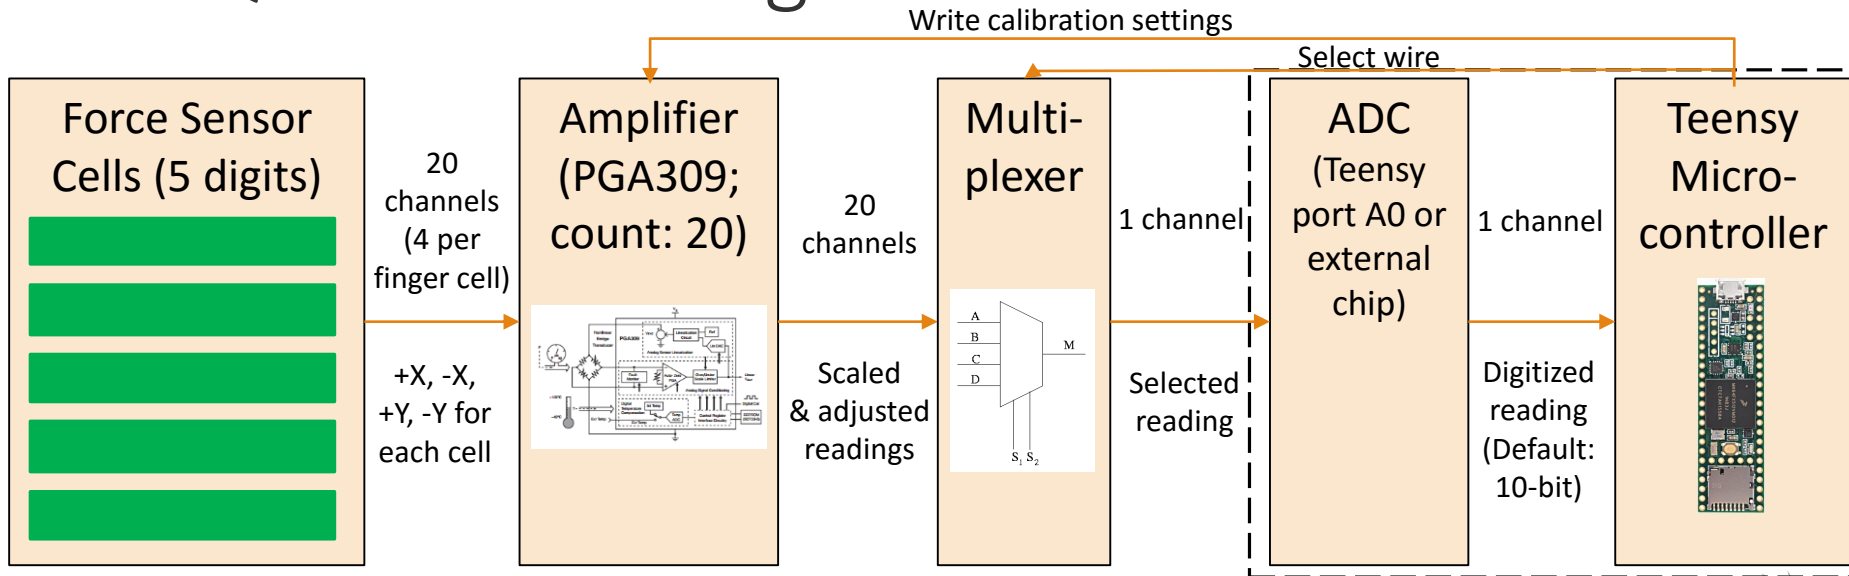 Write calibration settings
Select wire
Force Sensor
Cells (5 digits)
20
channels
(4 per
finger cell)
+X, -X,
+Y, -Y for
each cell
Amplifier
(PGA309;
count: 20)
PGA309
20
channels
Scaled
& adjusted
readings
Multi-
plexer
A
B
C
D
M
S1 S2
1 channel
Selected
reading
ADC
(Teensy
port A0 or
external
chip)
1 channel
Digitized
reading
(Default:
10-bit)
Teensy
Micro-
controller